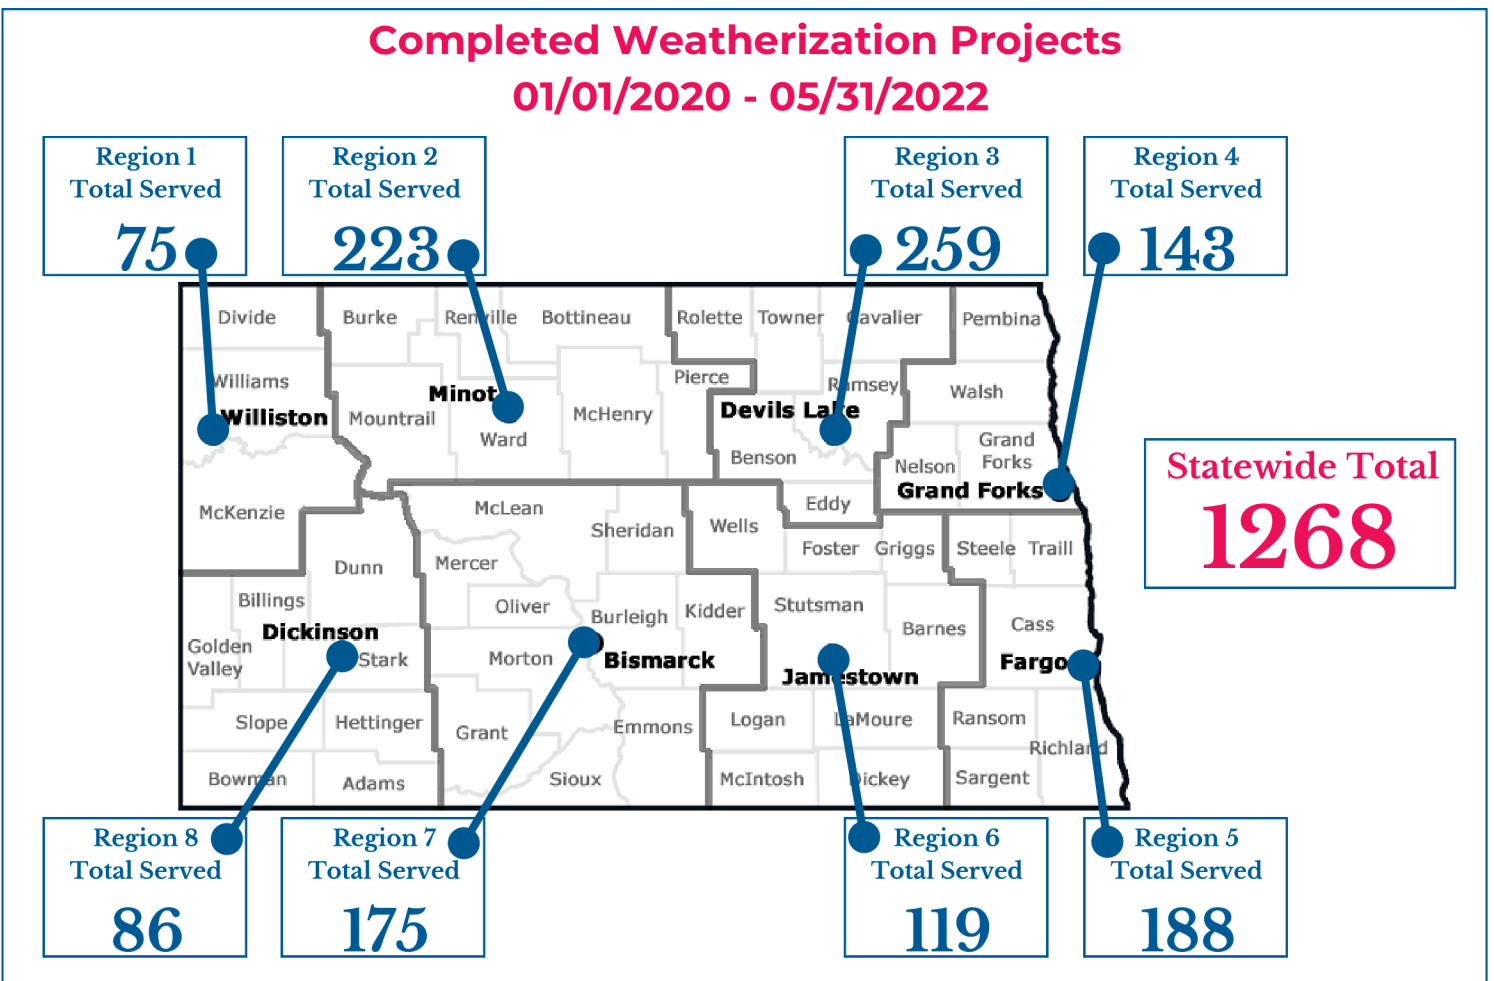 Completed Weatherization Projects
01/01/2020 - 05/31/2022
Region 1
Total Served
75
Region 2
Total Served
223
Region 3
Total Served
259
Region 4
Total Served
143
Divide
Burke
Renville
Bottineau
Rolette
Towner
Cavalier
Pembina
Williams
Williston
Minot
Mountrail
Ward
McHenry
Pierce
Ramsey
Devils Lake
Benson
Walsh
Grand
Forks
Nelson
Grand Forks
McKenzie
McLean
Sheridan
Wells
Eddy
Foster
Griggs
Steele
Traill
Dunn
Mercer
Billings
Oliver
Burleigh
Kidder
Stutsman
Barnes
Cass
Golden
Valley
Dickinson
Stark
Morton
Bismarck
Jamestown
Fargo
Slope
Hettinger
Grant
Emmons
Logan
LaMoure
Ransom
Richland
Bowman
Adams
Sioux
McIntosh
Dickey
Sargent
Statewide Total
1268
Region 8
Total Served
86
Region 7
Total Served
175
Region 6
Total Served
119
Region 5
Total Served
188